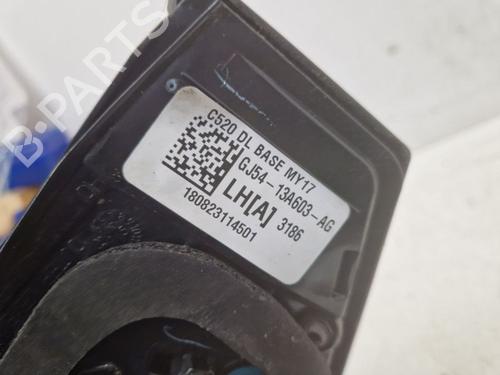 B-PARTS
C520 DL BASE MY17
GJ54-13A603-AG
LH[A] 3186
180823114501